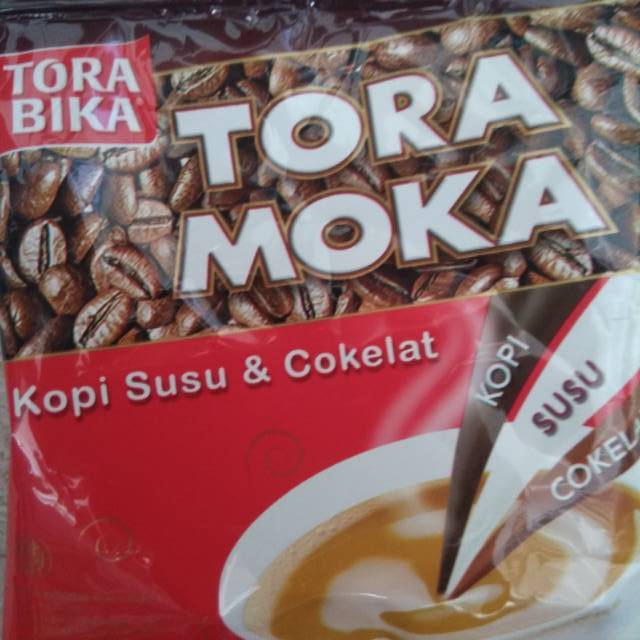 TORA
BIKA
TORA
MOKA
Kopi Susu & Cokelat
KOPI
SUSU